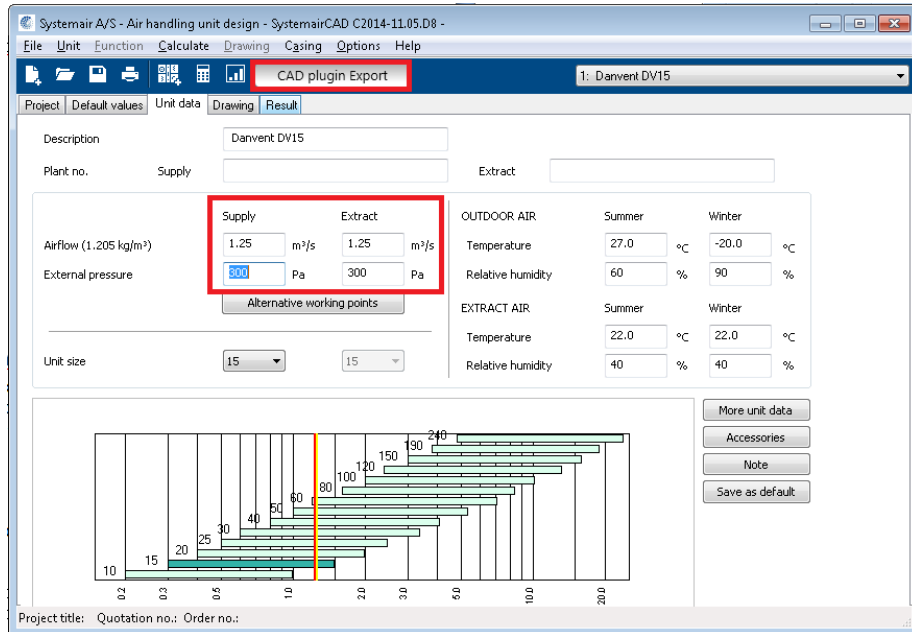 Systemair A/S - Air handling unit design - SystemairCAD C2014-11.05.D8 -
File Unit Function Calculate Drawing Casing Options Help
CAD plugin Export 1: Danvent DV15
Project Default values Unit data Drawing Result
Description Danvent DV15
Plant no. Supply Extract
Supply Extract OUTDOOR AIR Summer Winter
Airflow (1.205 kg/m³) 1.25 m³/s 1.25 m³/s Temperature 27.0 °C -20.0 °C
External pressure 300 Pa 300 Pa Relative humidity 60 % 90 %
Alternative working points EXTRACT AIR Summer Winter
Temperature 22.0 °C 22.0 °C
Unit size 15 15 Relative humidity 40 % 40 %
More unit data
Accessories
Note
Save as default
240
190
150
120
100
80
60
50
40
30
25
20
15
10
0.2 0.3 0.5 1.0 2.0 3.0 5.0 10.0 20.0
Project title: Quotation no.: Order no.: